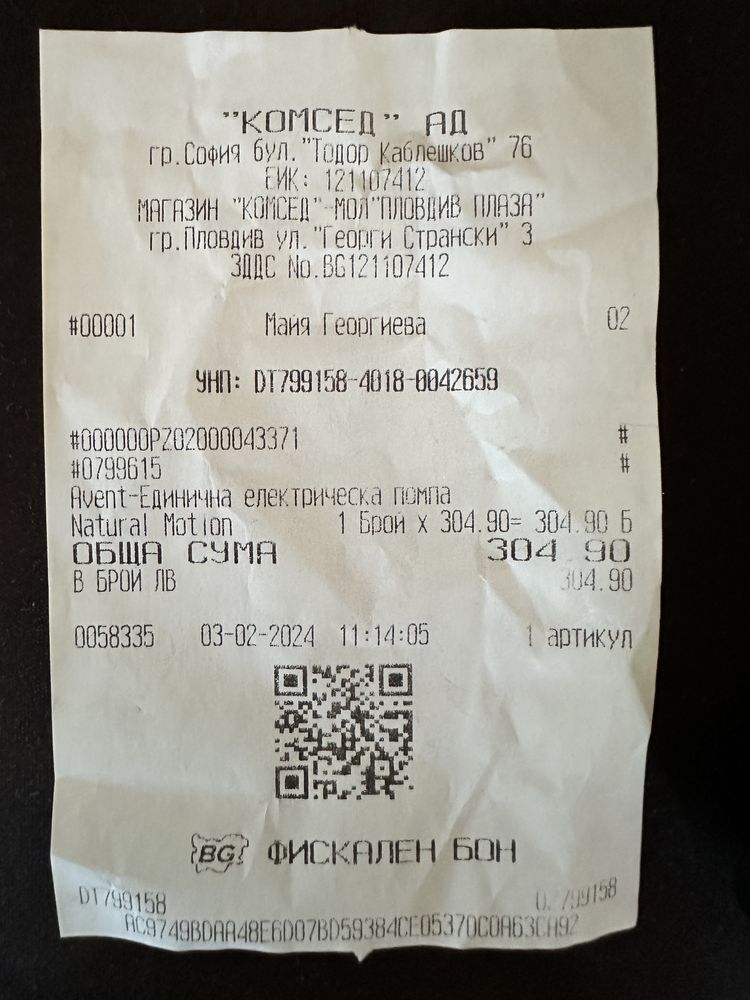 "КОМСЕД" АД
гр.София бул."Тодор Каблешков" 76
ЕИК: 121107412
МАГАЗИН "КОМСЕД"-МОЛ"ПЛОВДИВ ПЛАЗА"
гр.Пловдив ул."Георги Странски" 3
ЗДДС No.BG121107412
#00001 Майя Георгиева 02
УНП: DT799158-4018-0042659
#000000PZ02000043371 #
#0799615 #
Avent-Единична електрическа помпа
Natural Motion 1 Брой x 304.90= 304.90 Б
ОБЩА СУМА 304.90
В БРОЙ ЛВ 304.90
0058335 03-02-2024 11:14:05 1 артикул
BG ФИСКАЛЕН БОН
DT799158 02799158